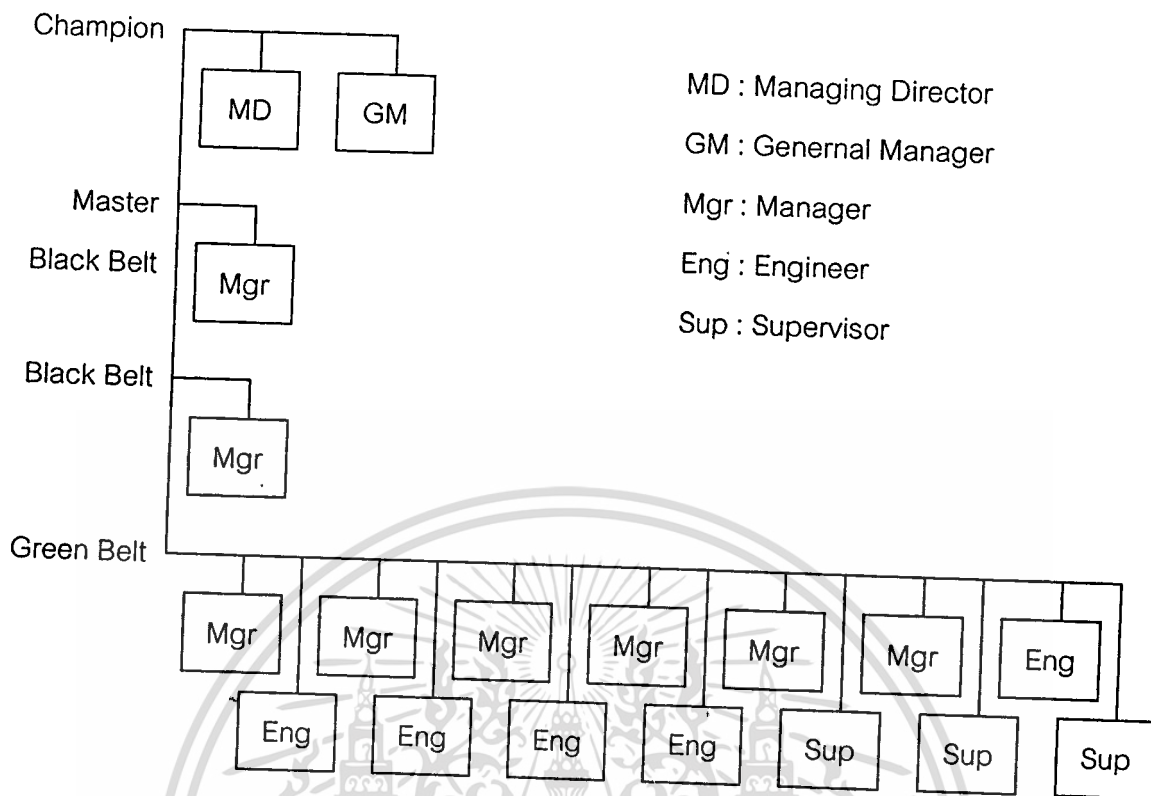 Champion
MD
GM
Master
Black Belt
Mgr
Black Belt
Mgr
Green Belt
Mgr
Mgr
Mgr
Mgr
Mgr
Mgr
Eng
Eng
Eng
Eng
Eng
Sup
Sup
Sup
MD : Managing Director
GM : Genernal Manager
Mgr : Manager
Eng : Engineer
Sup : Supervisor